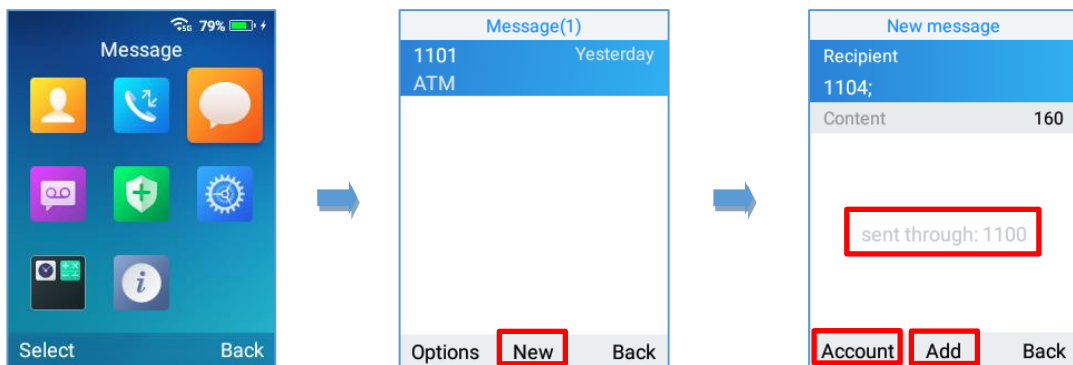 5G 79%
Message
Select Back
Message(1)
1101 Yesterday
ATM
Options New Back
New message
Recipient
1104;
Content 160
sent through: 1100
Account Add Back